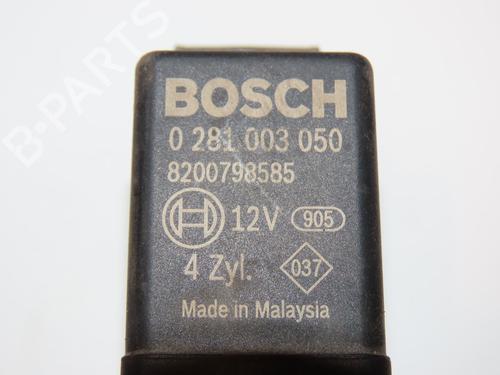 BOSCH
0 281 003 050
8200798585
12V 905
4 Zyl. 037
Made in Malaysia
B-PARTS